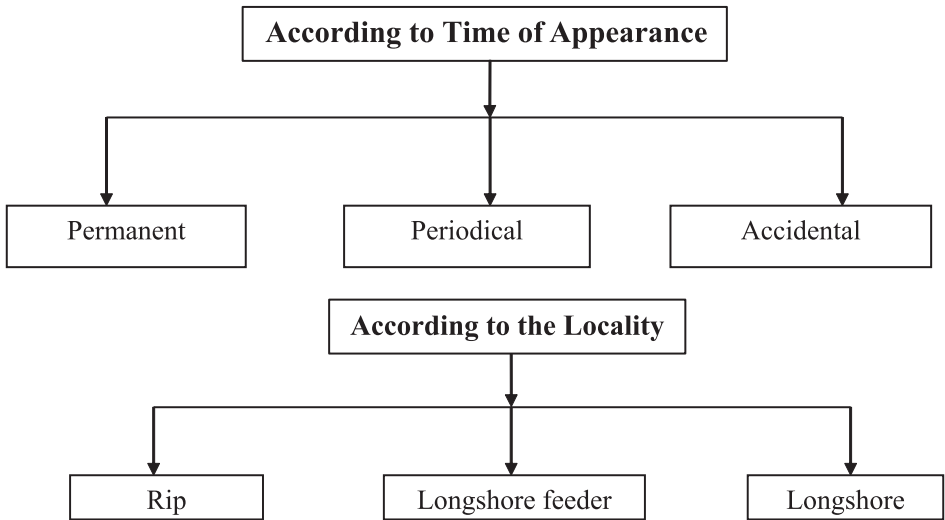 According to Time of Appearance
Permanent
Periodical
Accidental
According to the Locality
Rip
Longshore feeder
Longshore